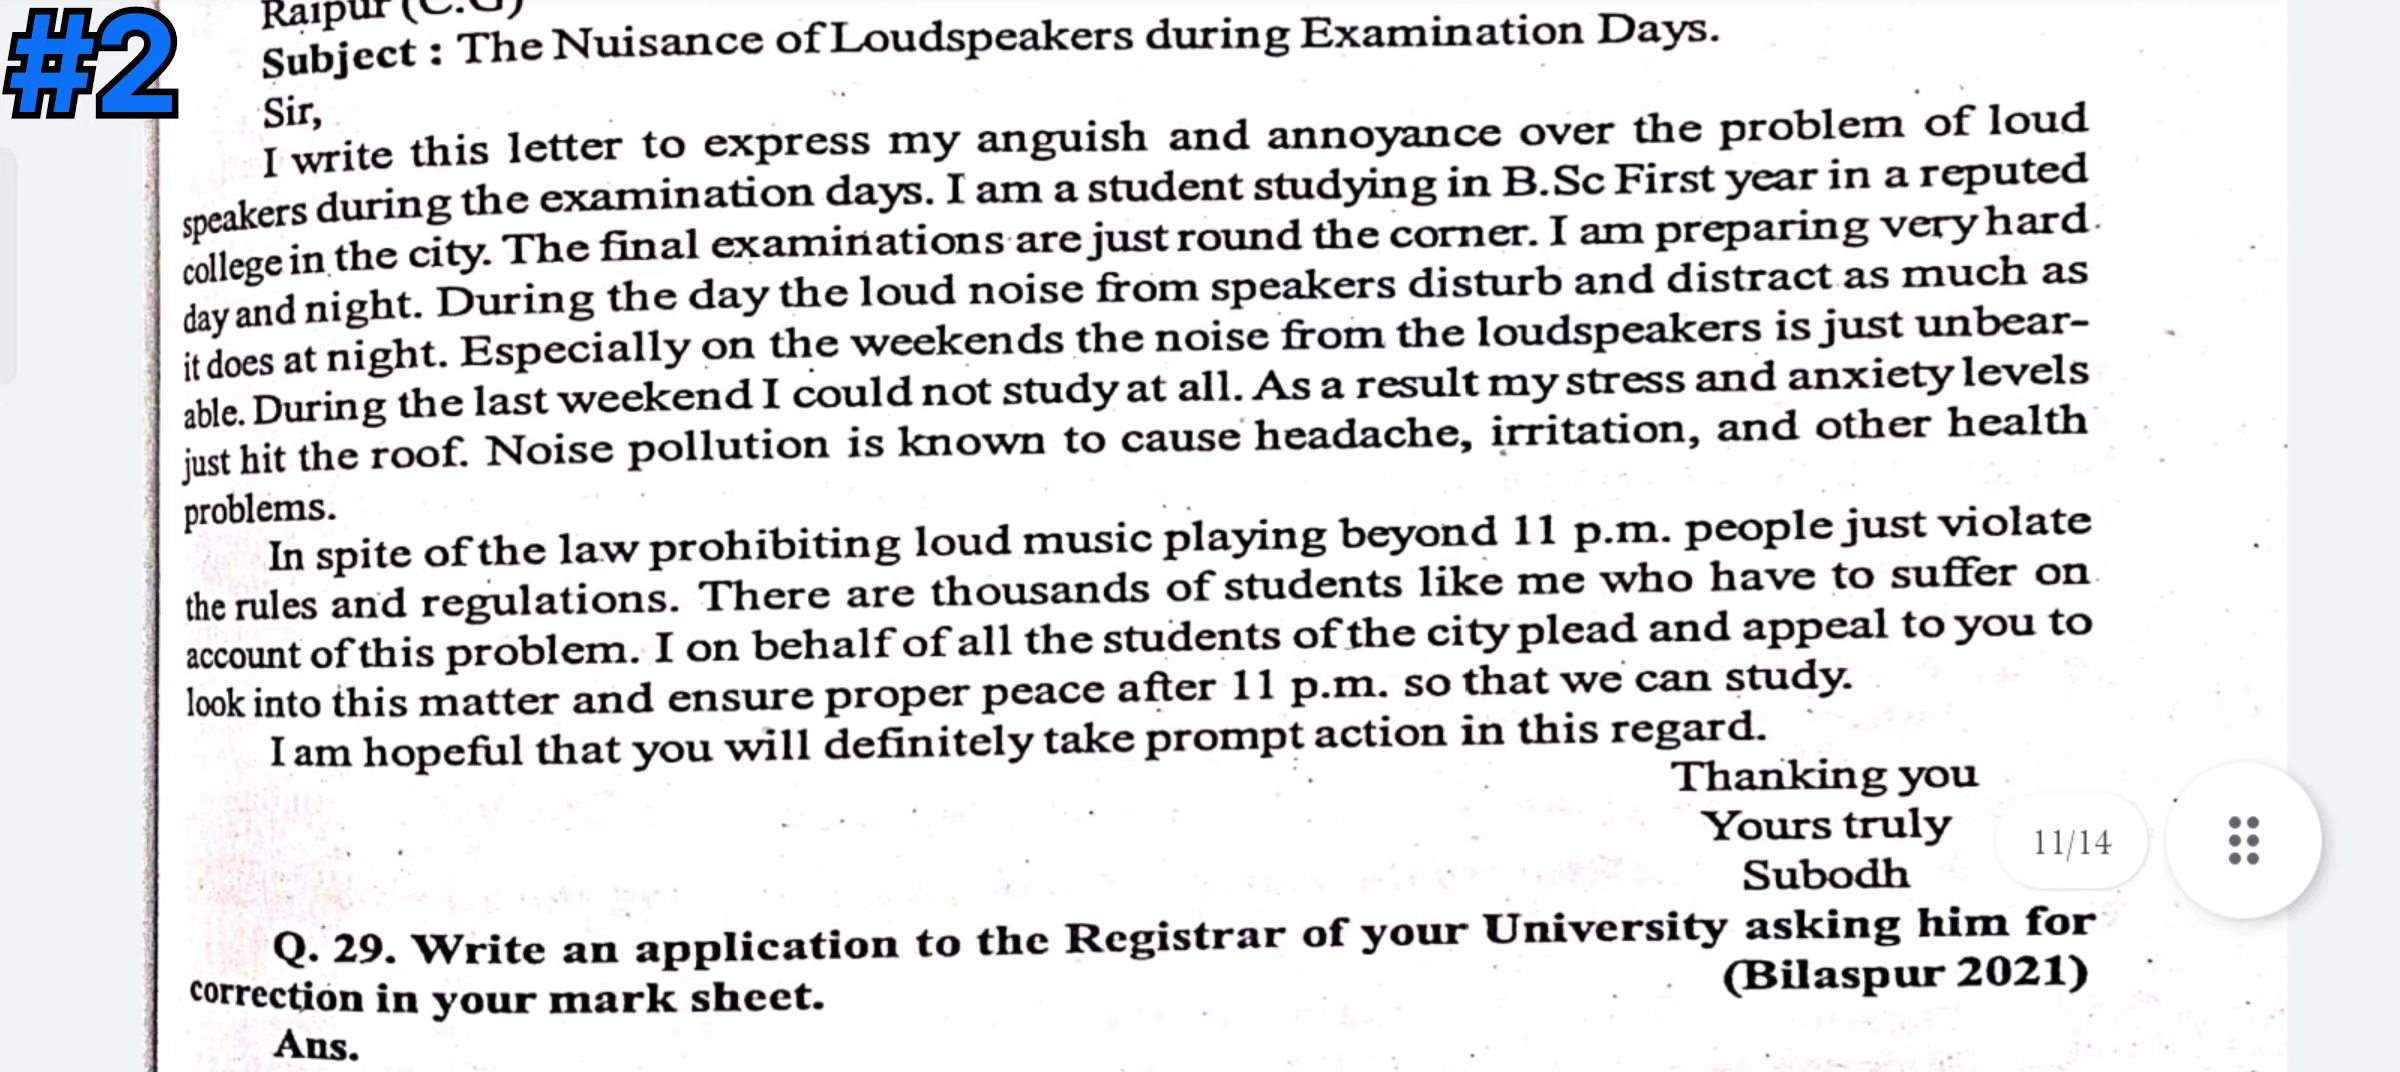 #2
Raipur (C.G)
Subject : The Nuisance of Loudspeakers during Examination Days.
Sir,
I write this letter to express my anguish and annoyance over the problem of loud
speakers during the examination days. I am a student studying in B.Sc First year in a reputed
college in the city. The final examinations are just round the corner. I am preparing very hard
day and night. During the day the loud noise from speakers disturb and distract as much as
it does at night. Especially on the weekends the noise from the loudspeakers is just unbear-
able. During the last weekend I could not study at all. As a result my stress and anxiety levels
just hit the roof. Noise pollution is known to cause headache, irritation, and other health
problems.
In spite of the law prohibiting loud music playing beyond 11 p.m. people just violate
the rules and regulations. There are thousands of students like me who have to suffer on
account of this problem. I on behalf of all the students of the city plead and appeal to you to
look into this matter and ensure proper peace after 11 p.m. so that we can study.
I am hopeful that you will definitely take prompt action in this regard.
Thanking you
Yours truly
Subodh
11/14
Q. 29. Write an application to the Registrar of your University asking him for
correction in your mark sheet.
(Bilaspur 2021)
Ans.